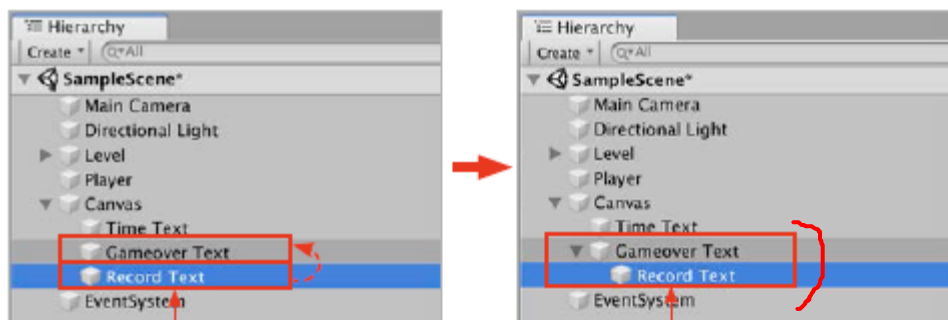 Hierarchy
Create All
SampleScene*
Main Camera
Directional Light
Level
Player
Canvas
Time Text
Gameover Text
Record Text
EventSystem
Hierarchy
Create All
SampleScene*
Main Camera
Directional Light
Level
Player
Canvas
Time Text
Gameover Text
Record Text
EventSystem